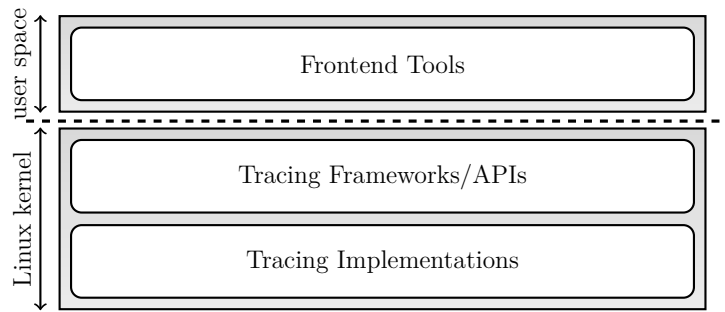 user space
Frontend Tools
Linux kernel
Tracing Frameworks/APIs
Tracing Implementations